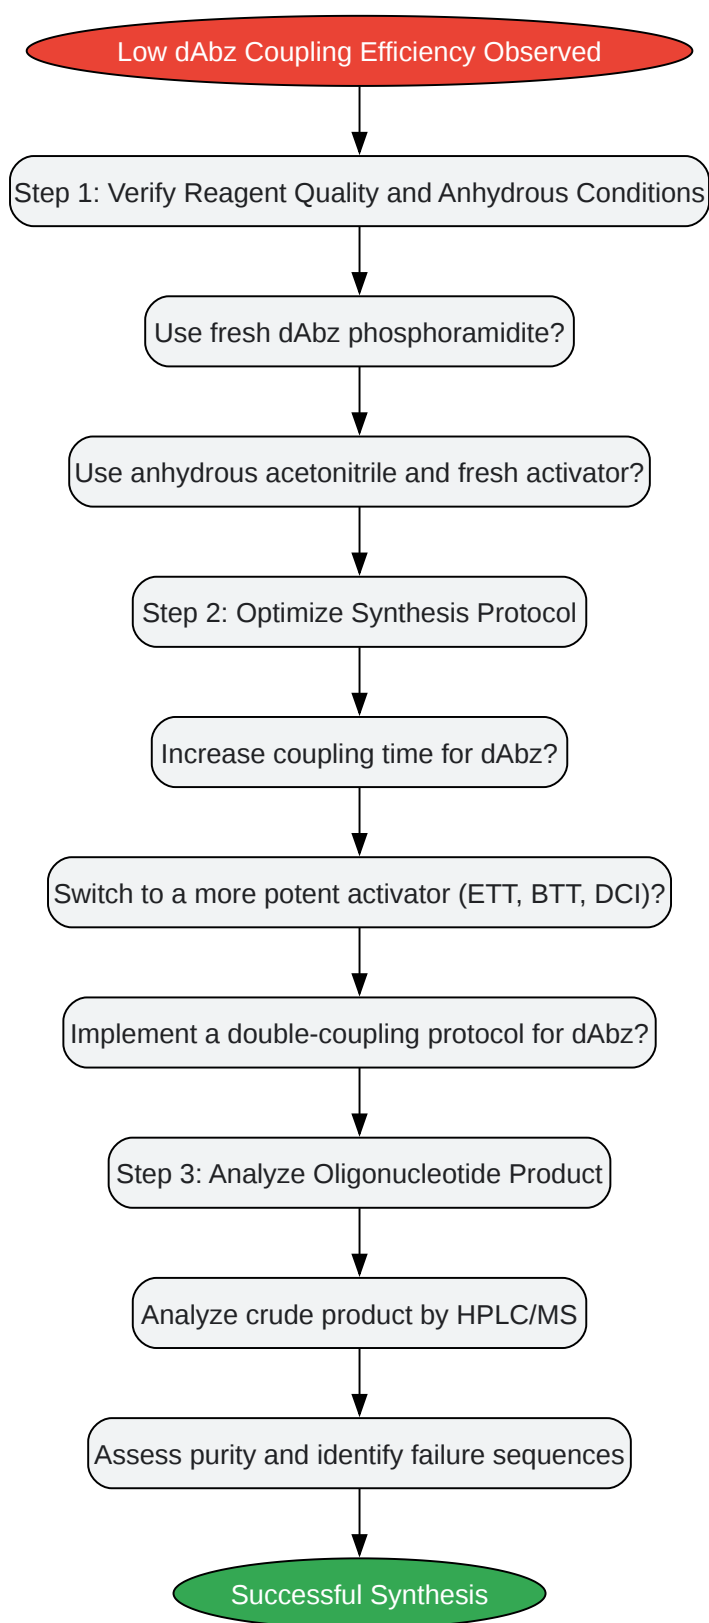 Low dAbz Coupling Efficiency Observed
Step 1: Verify Reagent Quality and Anhydrous Conditions
Use fresh dAbz phosphoramidite?
Use anhydrous acetonitrile and fresh activator?
Step 2: Optimize Synthesis Protocol
Increase coupling time for dAbz?
Switch to a more potent activator (ETT, BTT, DCI)?
Implement a double-coupling protocol for dAbz?
Step 3: Analyze Oligonucleotide Product
Analyze crude product by HPLC/MS
Assess purity and identify failure sequences
Successful Synthesis